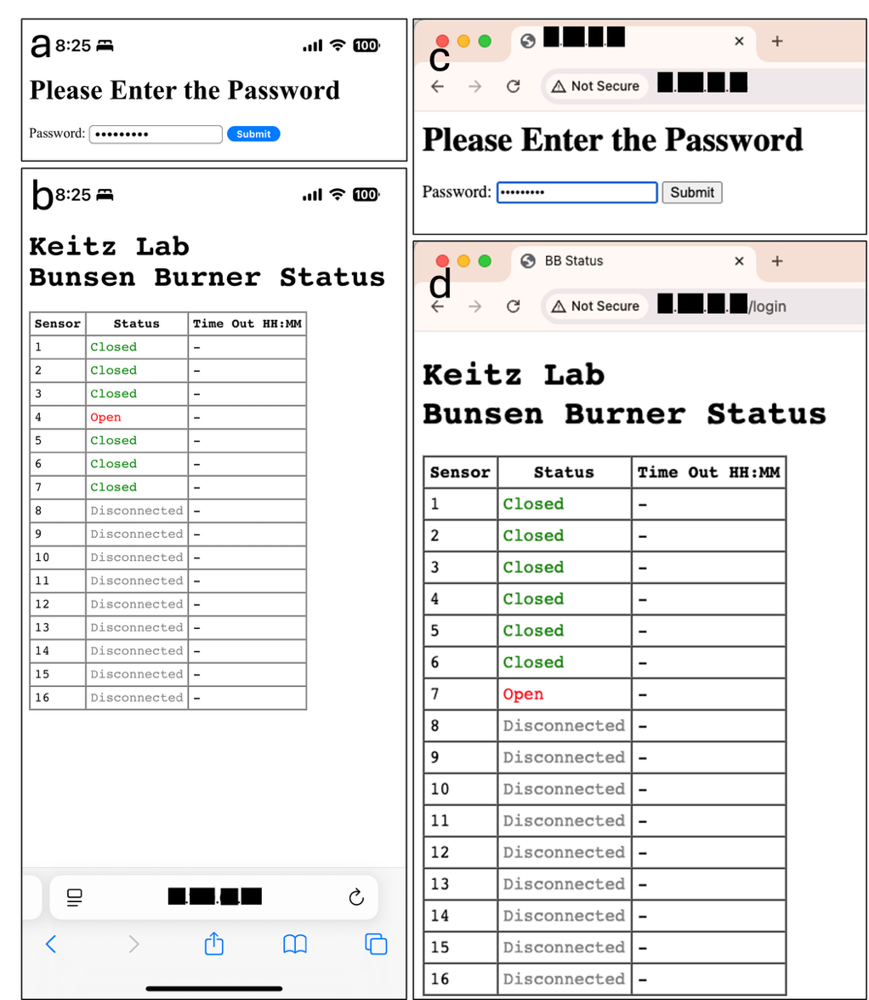 a
8:25
100
Please Enter the Password
Password: ••••••••• Submit
b
8:25
100
Keitz Lab
Bunsen Burner Status
Sensor Status Time Out HH:MM
1 Closed –
2 Closed –
3 Closed –
4 Open –
5 Closed –
6 Closed –
7 Closed –
8 Disconnected –
9 Disconnected –
10 Disconnected –
11 Disconnected –
12 Disconnected –
13 Disconnected –
14 Disconnected –
15 Disconnected –
16 Disconnected –
c
Not Secure
Please Enter the Password
Password: ••••••••• Submit
d
BB Status
Not Secure /login
Keitz Lab
Bunsen Burner Status
Sensor Status Time Out HH:MM
1 Closed –
2 Closed –
3 Closed –
4 Closed –
5 Closed –
6 Closed –
7 Open –
8 Disconnected –
9 Disconnected –
10 Disconnected –
11 Disconnected –
12 Disconnected –
13 Disconnected –
14 Disconnected –
15 Disconnected –
16 Disconnected –